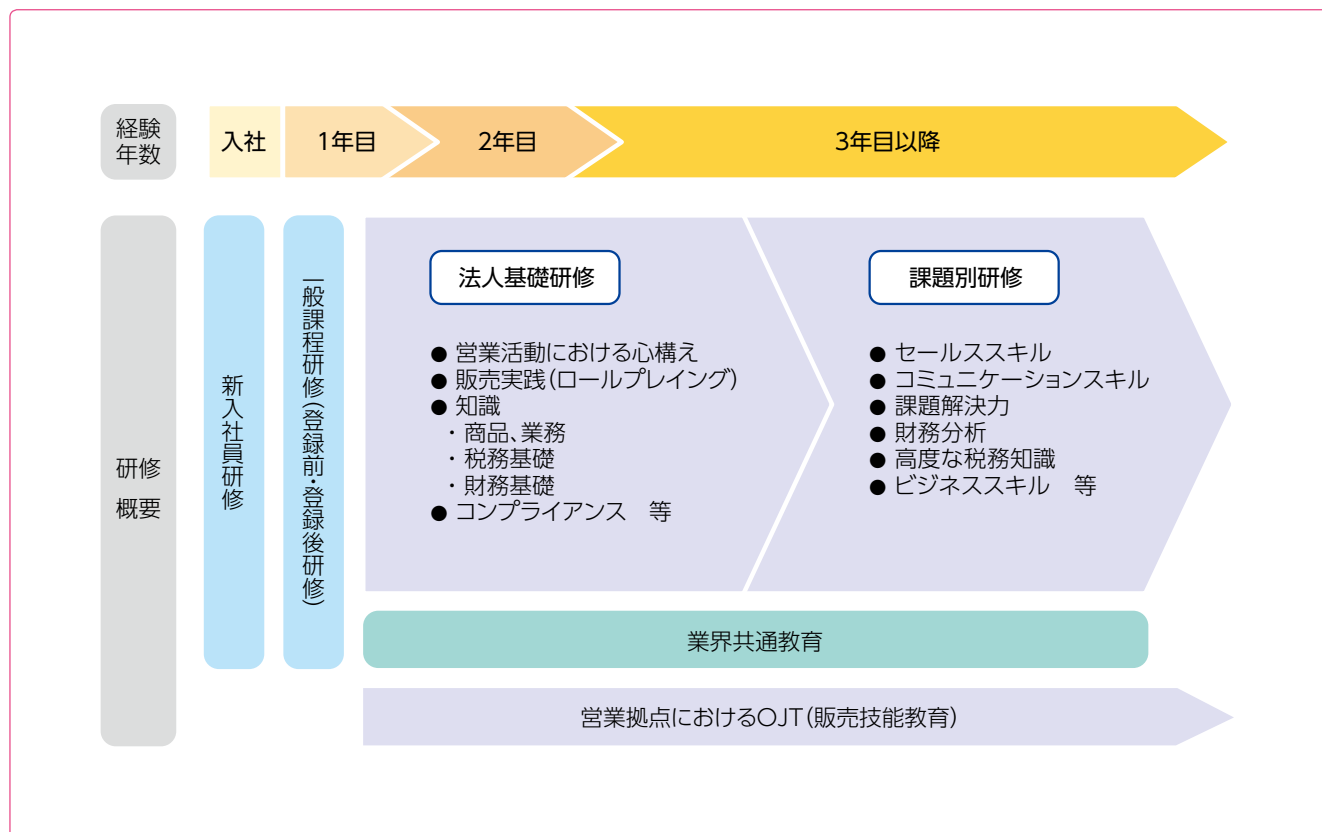 経験
年数
入社
1年目
2年目
3年目以降
研修
概要
新入社員研修
一般課程研修(登録前・登録後研修)
法人基礎研修
● 営業活動における心構え
● 販売実践(ロールプレイング)
● 知識
・ 商品、業務
・ 税務基礎
・ 財務基礎
● コンプライアンス　等
課題別研修
● セールススキル
● コミュニケーションスキル
● 課題解決力
● 財務分析
● 高度な税務知識
● ビジネススキル　等
業界共通教育
営業拠点におけるOJT(販売技能教育)